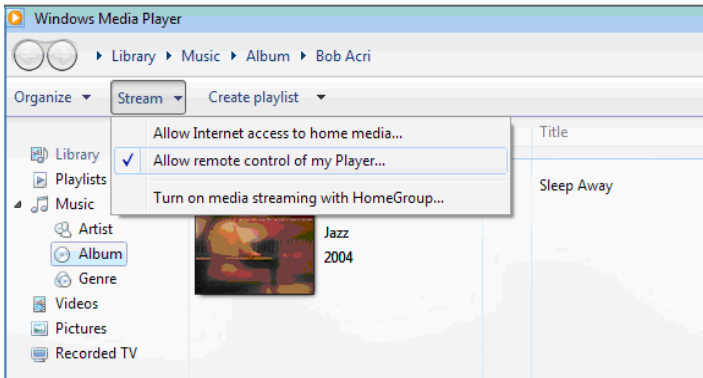 Windows Media Player
Library Music Album Bob Acri
Organize Stream Create playlist
Allow Internet access to home media...
Allow remote control of my Player...
Turn on media streaming with HomeGroup...
Library
Playlists
Music
Artist
Album
Genre
Videos
Pictures
Recorded TV
Jazz
2004
Title
Sleep Away